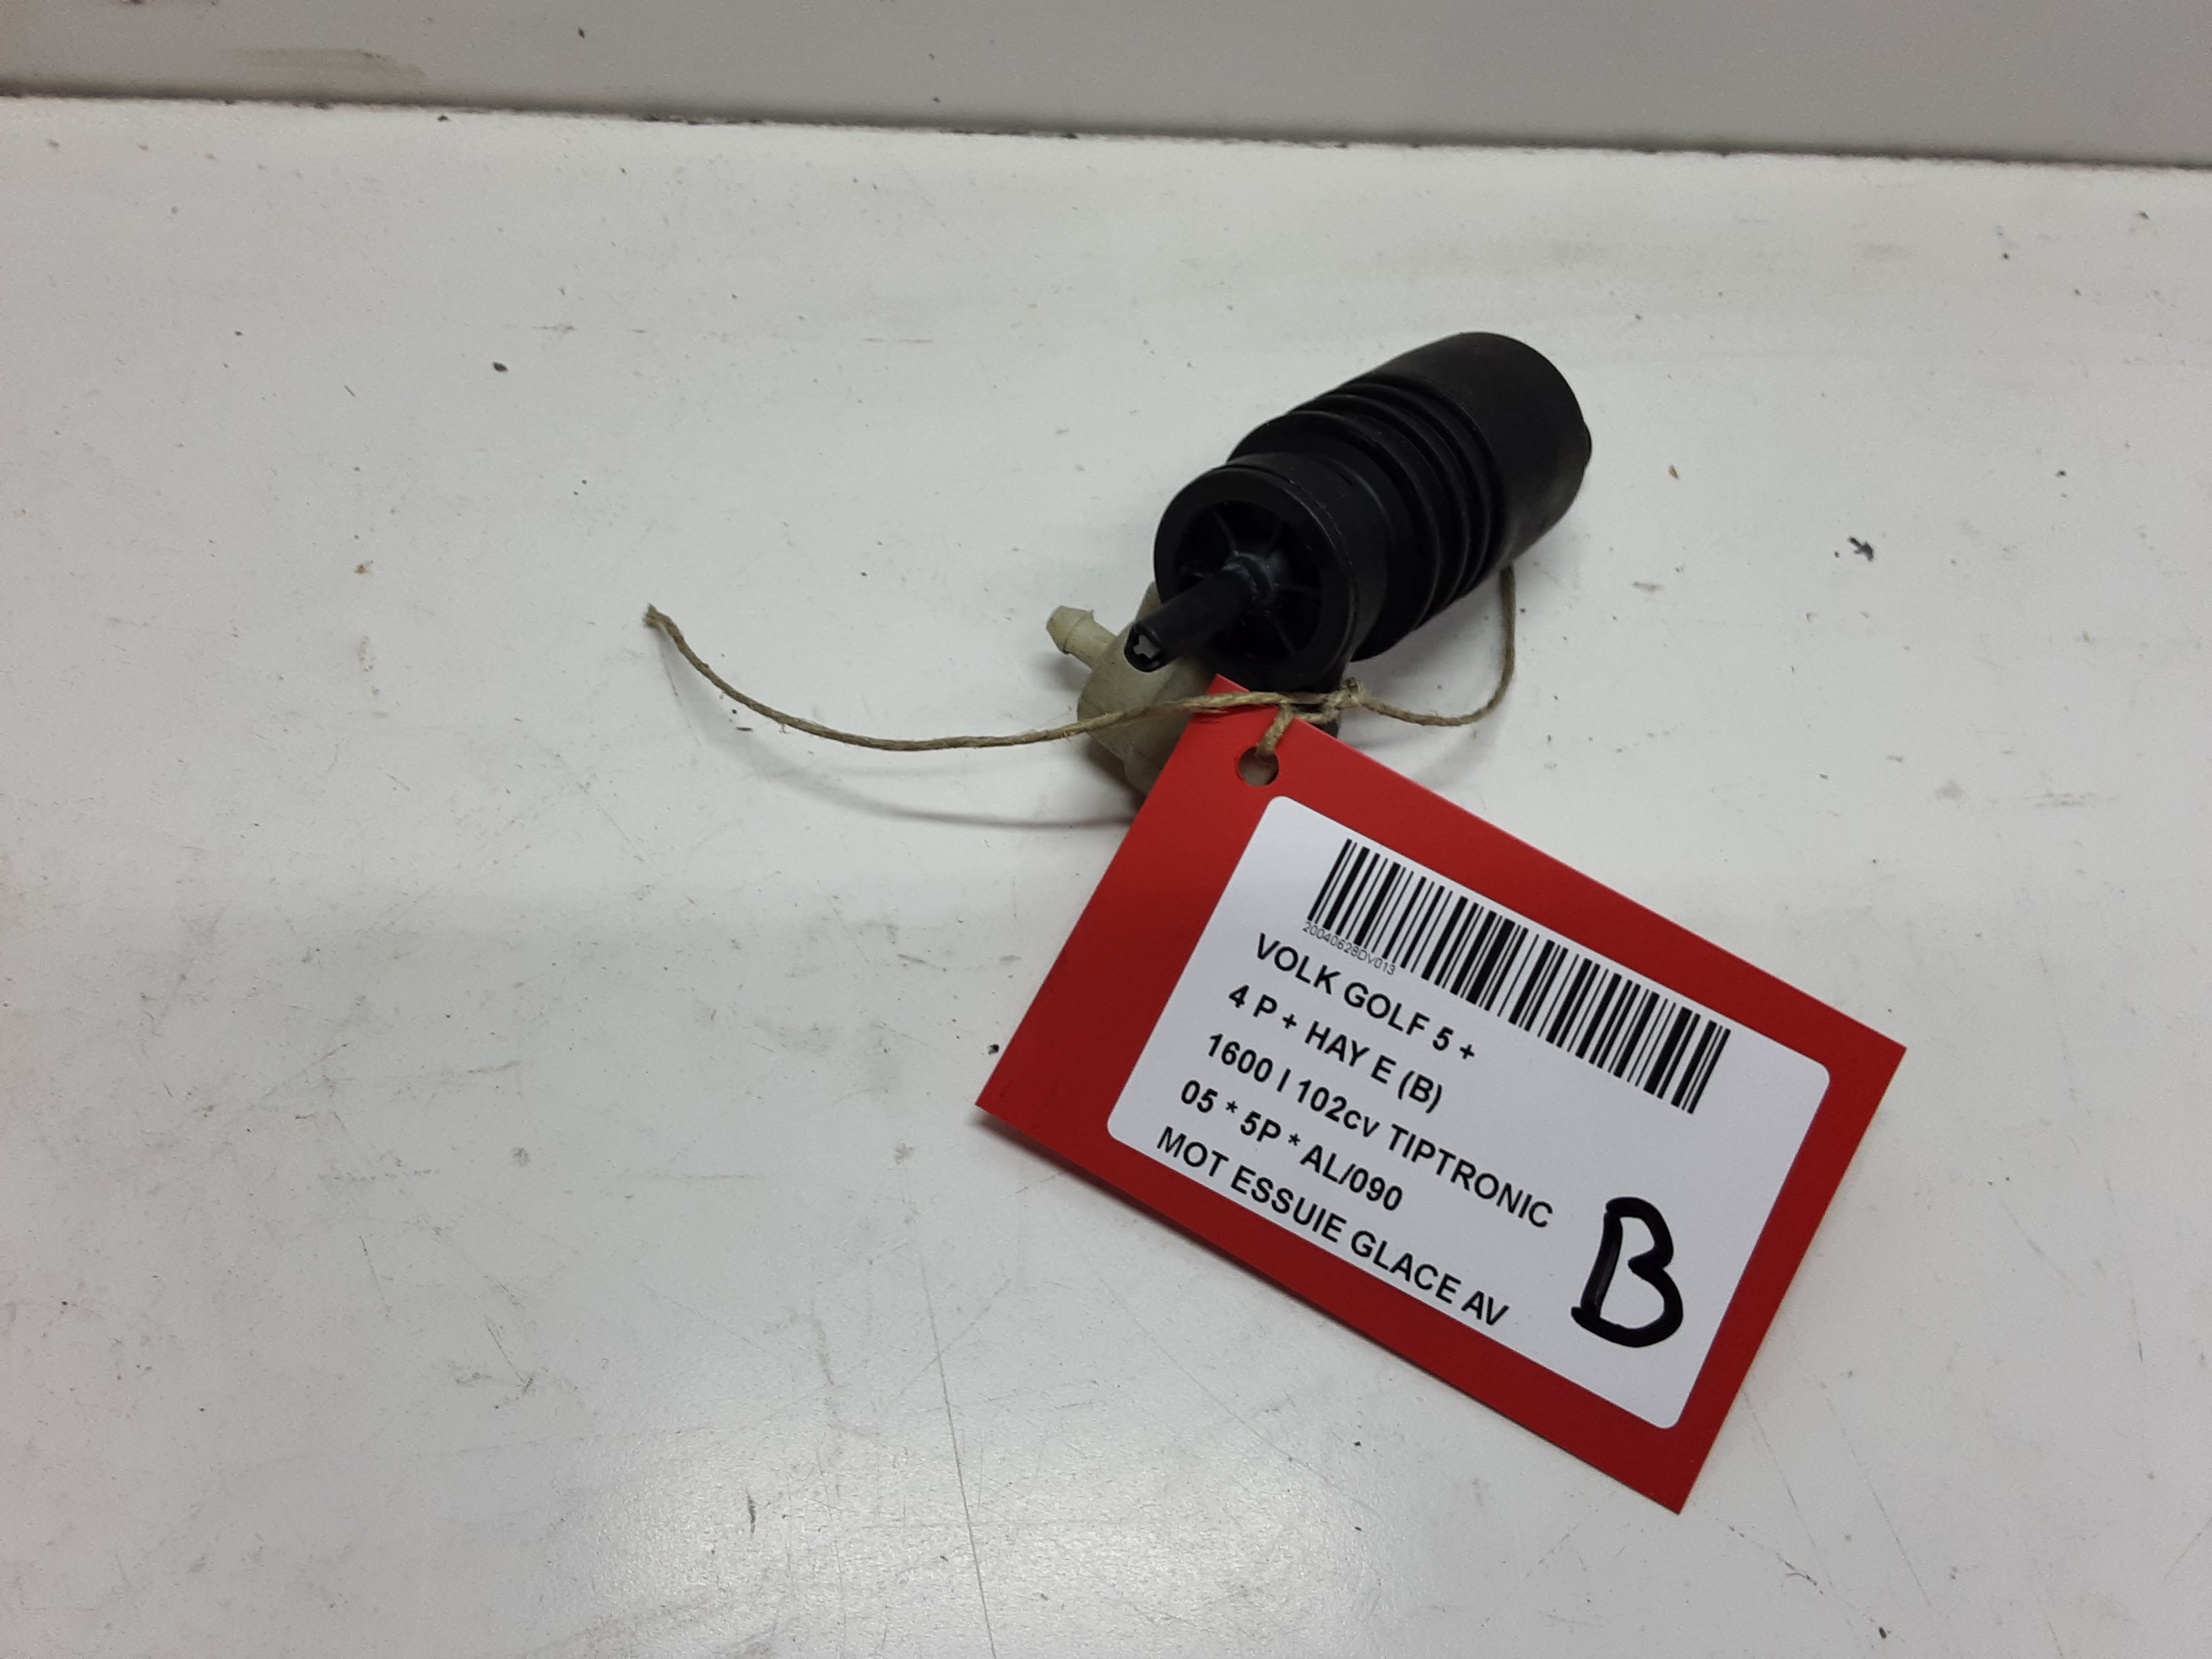 20040628DV013
VOLK GOLF 5 +
4 P + HAY E (B)
1600 I 102cv TIPTRONIC
05 * 5P * AL/090
MOT ESSUIE GLACE AV
B